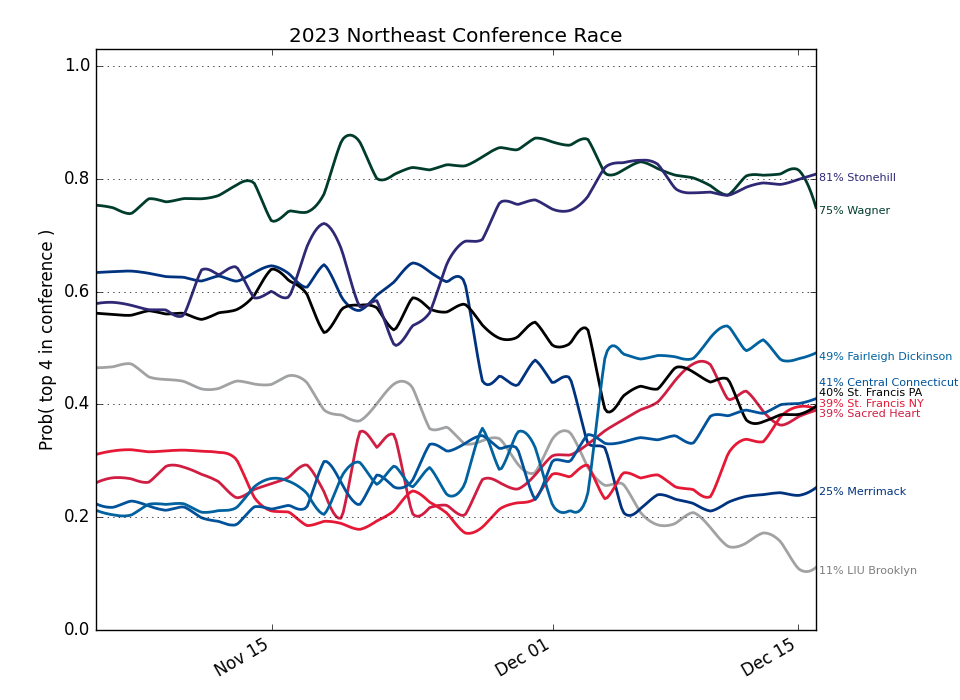 2023 Northeast Conference Race
Prob( top 4 in conference )
1.0
0.8
0.6
0.4
0.2
0.0
Nov 15
Dec 01
Dec 15
81% Stonehill
75% Wagner
49% Fairleigh Dickinson
41% Central Connecticut
40% St. Francis PA
39% St. Francis NY
39% Sacred Heart
25% Merrimack
11% LIU Brooklyn